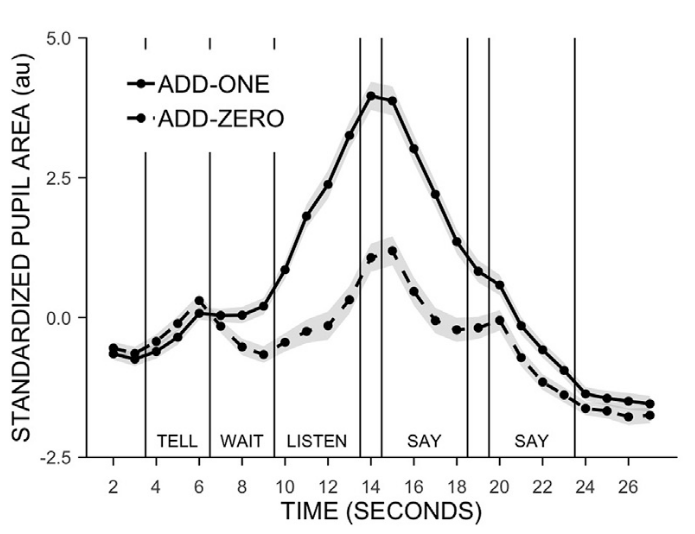 STANDARDIZED PUPIL AREA (au)
5.0
2.5
0.0
-2.5
ADD-ONE
ADD-ZERO
TELL WAIT LISTEN SAY SAY
2 4 6 8 10 12 14 16 18 20 22 24 26
TIME (SECONDS)